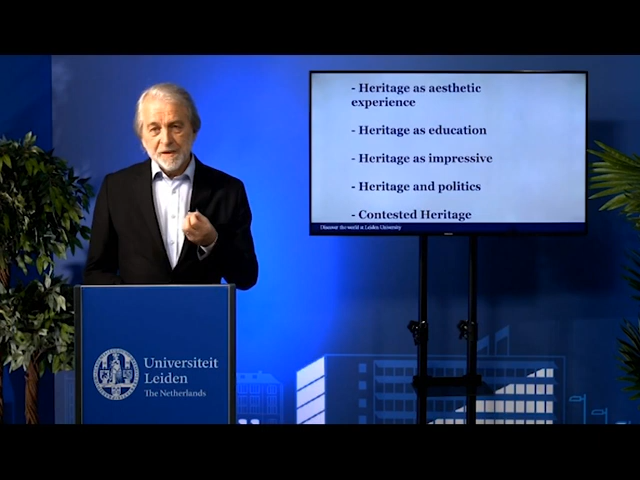 - Heritage as aesthetic
experience
- Heritage as education
- Heritage as impressive
- Heritage and politics
- Contested Heritage
Discover the world at Leiden University
Universiteit
Leiden
The Netherlands